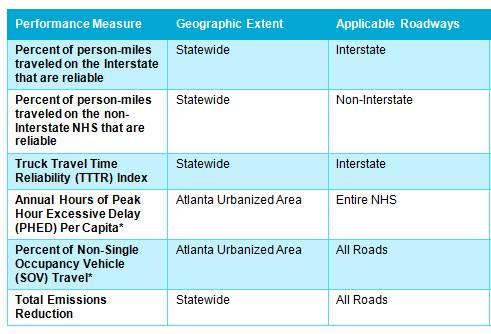 Performance Measure Geographic Extent Applicable Roadways
Percent of person-miles Statewide Interstate
traveled on the Interstate
that are reliable
Percent of person-miles Statewide Non-Interstate
traveled on the non-
Interstate NHS that are
reliable
Truck Travel Time Statewide Interstate
Reliability (TTTR) Index
Annual Hours of Peak Atlanta Urbanized Area Entire NHS
Hour Excessive Delay
(PHED) Per Capita*
Percent of Non-Single Atlanta Urbanized Area All Roads
Occupancy Vehicle
(SOV) Travel*
Total Emissions Statewide All Roads
Reduction